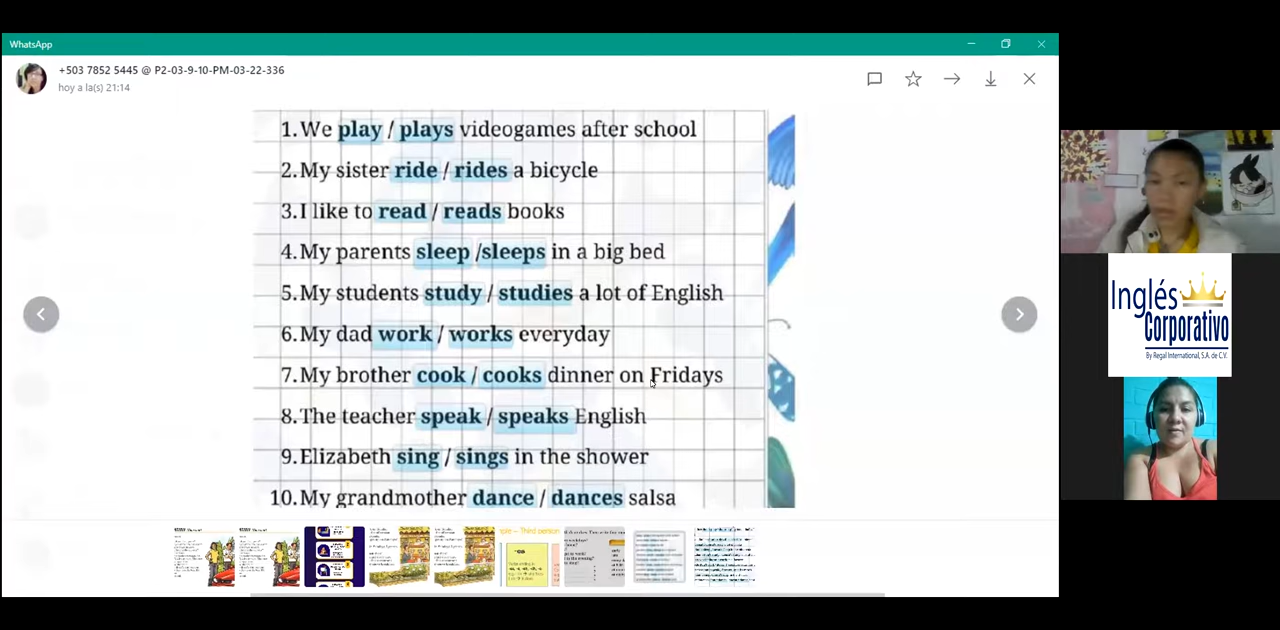 WhatsApp
+503 7852 5445 @ P2-03-9-10-PM-03-22-336
hoy a la(s) 21:14
1. We play / plays videogames after school
2. My sister ride / rides a bicycle
3. I like to read / reads books
4. My parents sleep /sleeps in a big bed
5. My students study / studies a lot of English
6. My dad work / works everyday
7. My brother cook / cooks dinner on Fridays
8. The teacher speak / speaks English
9. Elizabeth sing / sings in the shower
10. My grandmother dance / dances salsa
Inglés
Corporativo
By Regal International, S.A. de C.V.